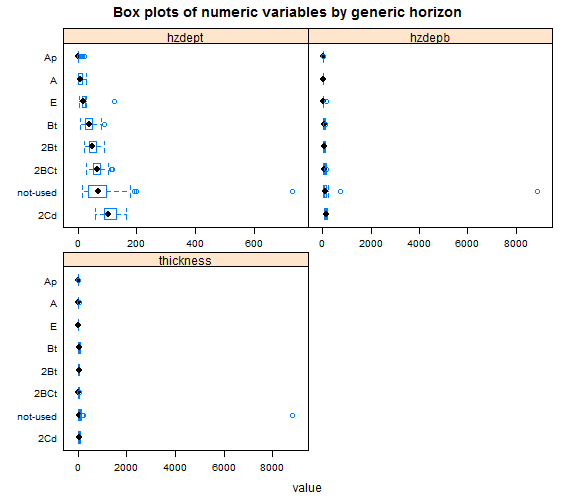 Box plots of numeric variables by generic horizon
hzdept
hzdepb
Ap
A
E
Bt
2Bt
2BCt
not-used
2Cd
0 200 400 600
0 2000 4000 6000 8000
thickness
Ap
A
E
Bt
2Bt
2BCt
not-used
2Cd
0 2000 4000 6000 8000
value